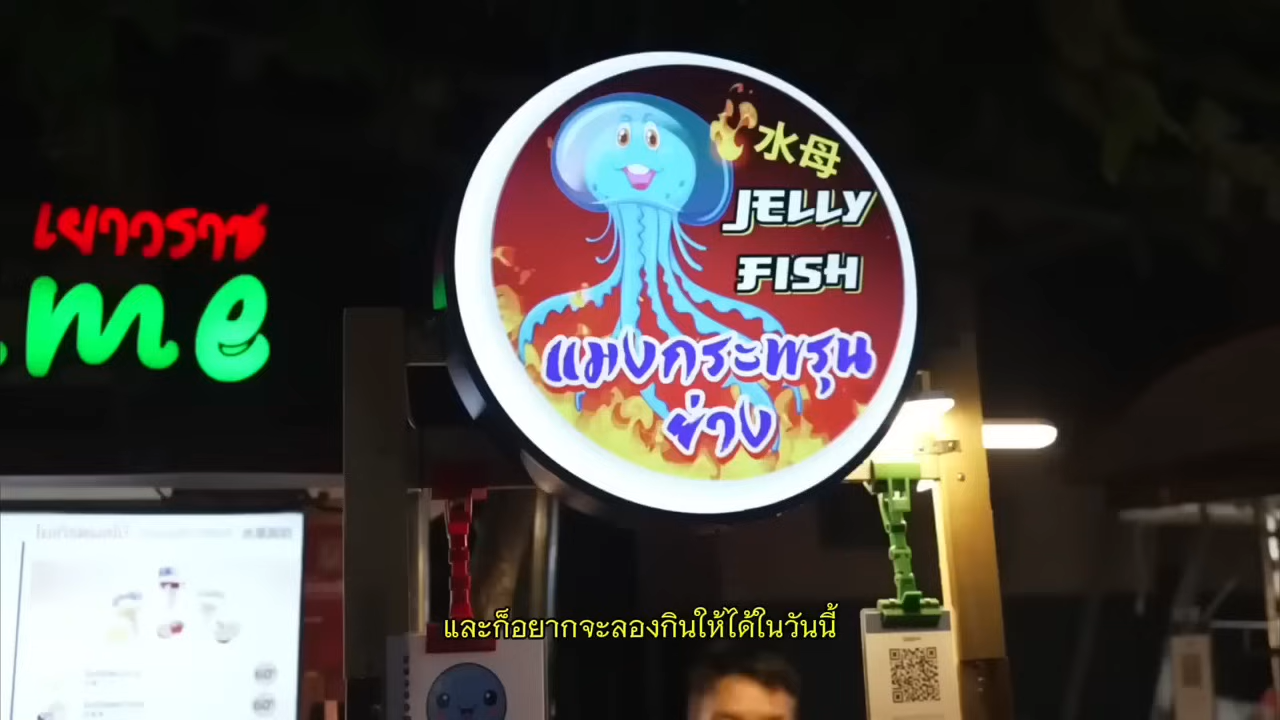 เยาวราช
me
水母
JELLY
FISH
แมงกระพรุน
ย่าง
และก็อยากจะลองกินให้ได้ในวันนี้